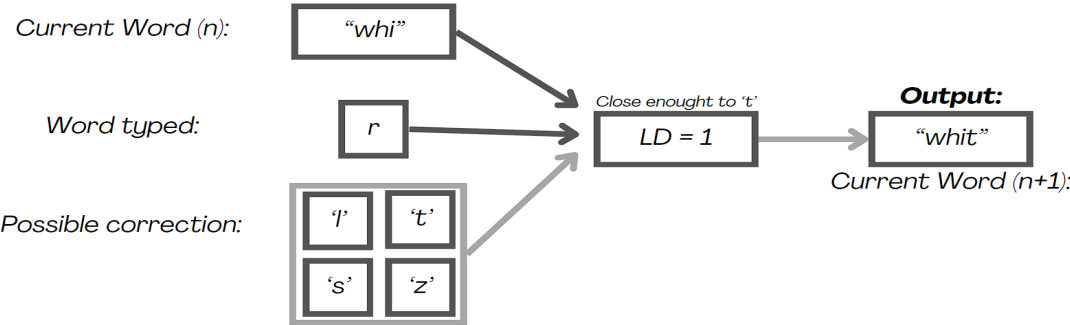 Current Word (n):
“whi”
Word typed:
r
Possible correction:
‘l’
‘t’
‘s’
‘z’
Close enought to ‘t’
LD = 1
Output:
“whit”
Current Word (n+1):